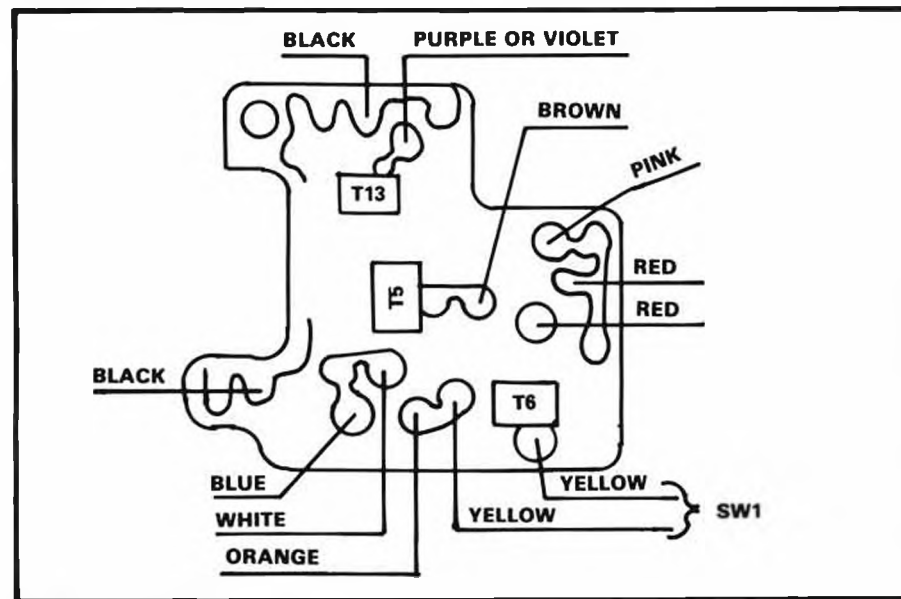 BLACK
PURPLE OR VIOLET
BROWN
PINK
T13
RED
T5
RED
BLACK
T6
BLUE
YELLOW
WHITE
YELLOW
SW1
ORANGE